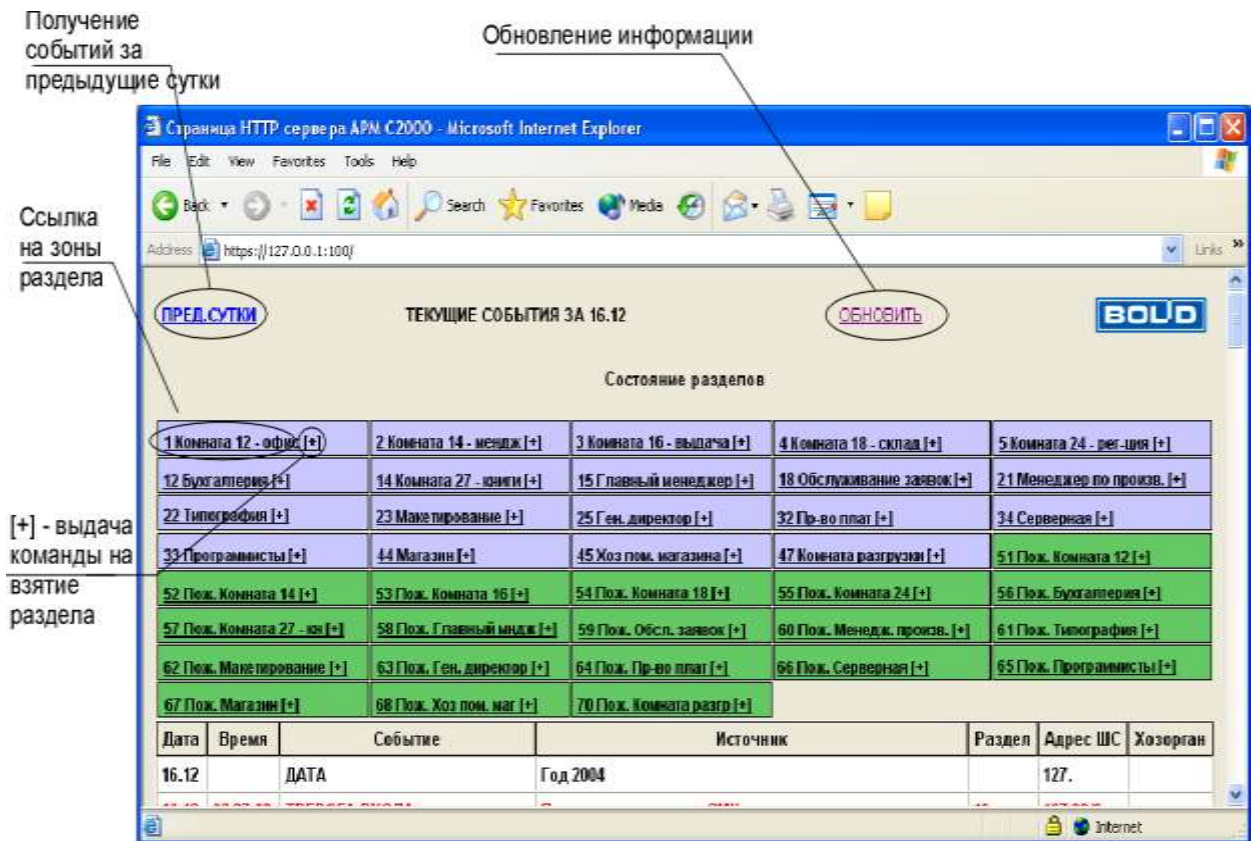 Получение
событий за
предыдущие сутки
Обновление информации
Страница HTTP сервера АРМ С2000 - Microsoft Internet Explorer
File Edit View Favorites Tools Help
Back Search Favorites Media
Address https://127.0.0.1:100/ Links
Ссылка
на зоны
раздела
ПРЕД.СУТКИ ТЕКУЩИЕ СОБЫТИЯ ЗА 16.12 ОБНОВИТЬ BOLID
Состояние разделов
1 Комната 12 - офис [+] 2 Комната 14 - мендж [+] 3 Комната 16 - выдача [+] 4 Комната 18 - склад [+] 5 Комната 24 - рег-ция [+]
12 Бухгалтерия [+] 14 Комната 27 - книги [+] 15 Главный менеджер [+] 18 Обслуживание заявок [+] 21 Менеджер по произв. [+]
22 Типография [+] 23 Макетирование [+] 25 Ген. директор [+] 32 Пр-во плат [+] 34 Серверная [+]
33 Программисты [+] 44 Магазин [+] 45 Хоз пом. магазина [+] 47 Комната разгрузки [+] 51 Пож. Комната 12 [+]
52 Пож. Комната 14 [+] 53 Пож. Комната 16 [+] 54 Пож. Комната 18 [+] 55 Пож. Комната 24 [+] 56 Пож. Бухгалтерия [+]
57 Пож. Комната 27 - кн [+] 58 Пож. Главный мндж [+] 59 Пож. Обсл. заявок [+] 60 Пож. Менедж. произв. [+] 61 Пож. Типография [+]
62 Пож. Макетирование [+] 63 Пож. Ген. директор [+] 64 Пож. Пр-во плат [+] 66 Пож. Серверная [+] 65 Пож. Программисты [+]
67 Пож. Магазин [+] 68 Пож. Хоз пом. маг [+] 70 Пож. Комната разгр [+]
[+] - выдача
команды на
взятие
раздела
Дата Время Событие Источник Раздел Адрес ШС Хозорган
16.12 ДАТА Год 2004 127.
Internet